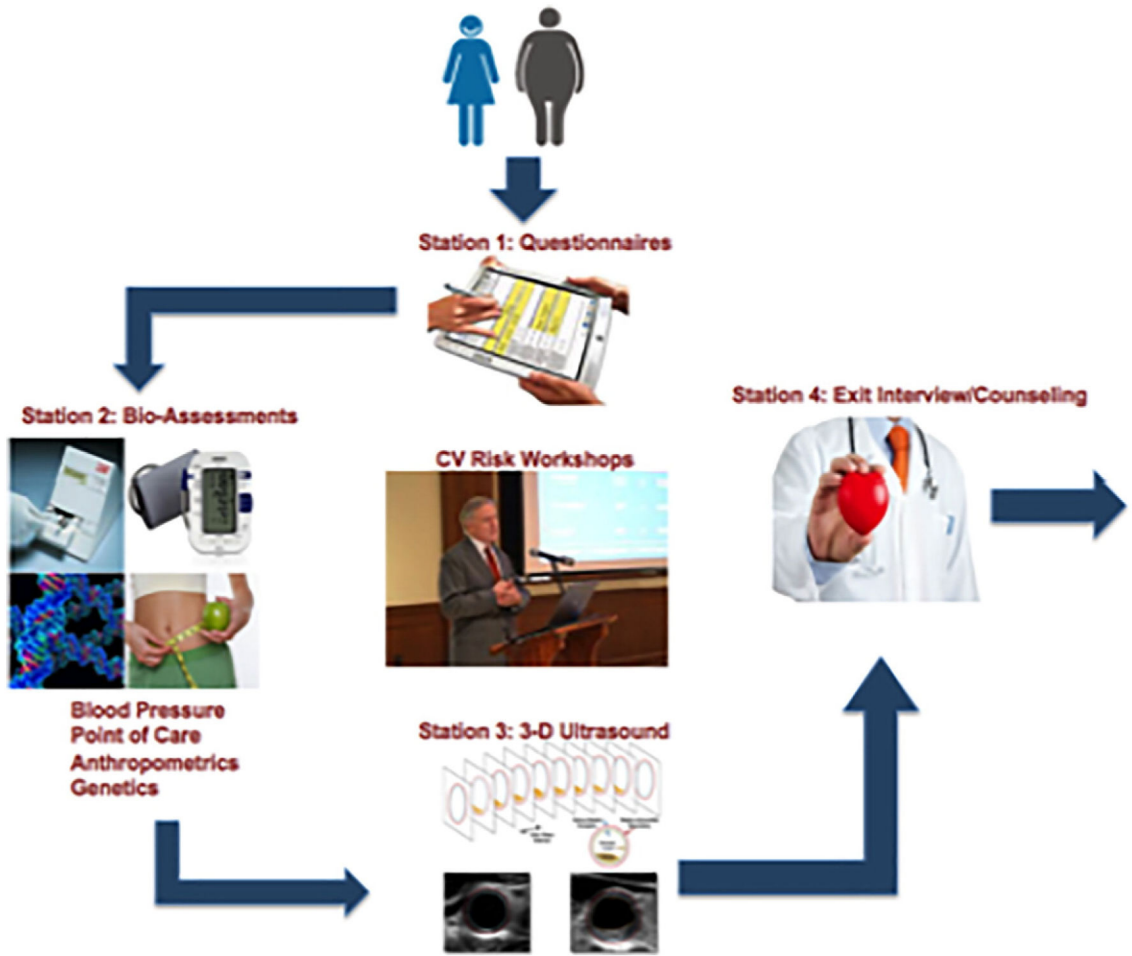 Station 1: Questionnaires
Station 2: Bio-Assessments
Station 4: Exit Interview/Counseling
CV Risk Workshops
Blood Pressure
Point of Care
Anthropometrics
Genetics
Station 3: 3-D Ultrasound